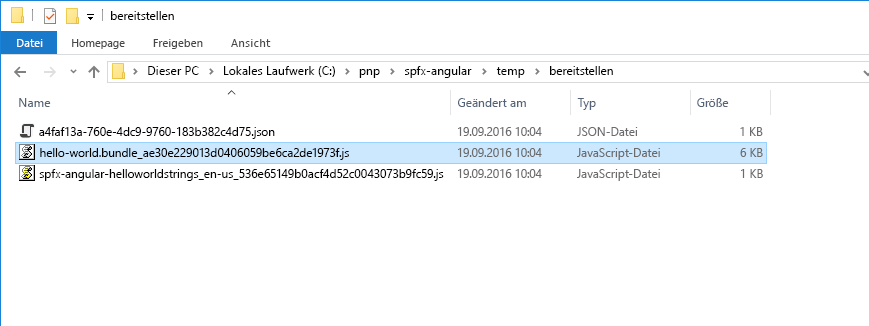 bereitstellen
Datei Homepage Freigeben Ansicht
Dieser PC Lokales Laufwerk (C:) pnp spfx-angular temp bereitstellen
Name Geändert am Typ Größe
a4faf13a-760e-4dc9-9760-183b382c4d75.json 19.09.2016 10:04 JSON-Datei 1 KB
hello-world.bundle_ae30e229013d0406059be6ca2de1973f.js 19.09.2016 10:04 JavaScript-Datei 6 KB
spfx-angular-helloworldstrings_en-us_536e65149b0acf4d52c0043073b9fc59.js 19.09.2016 10:04 JavaScript-Datei 1 KB